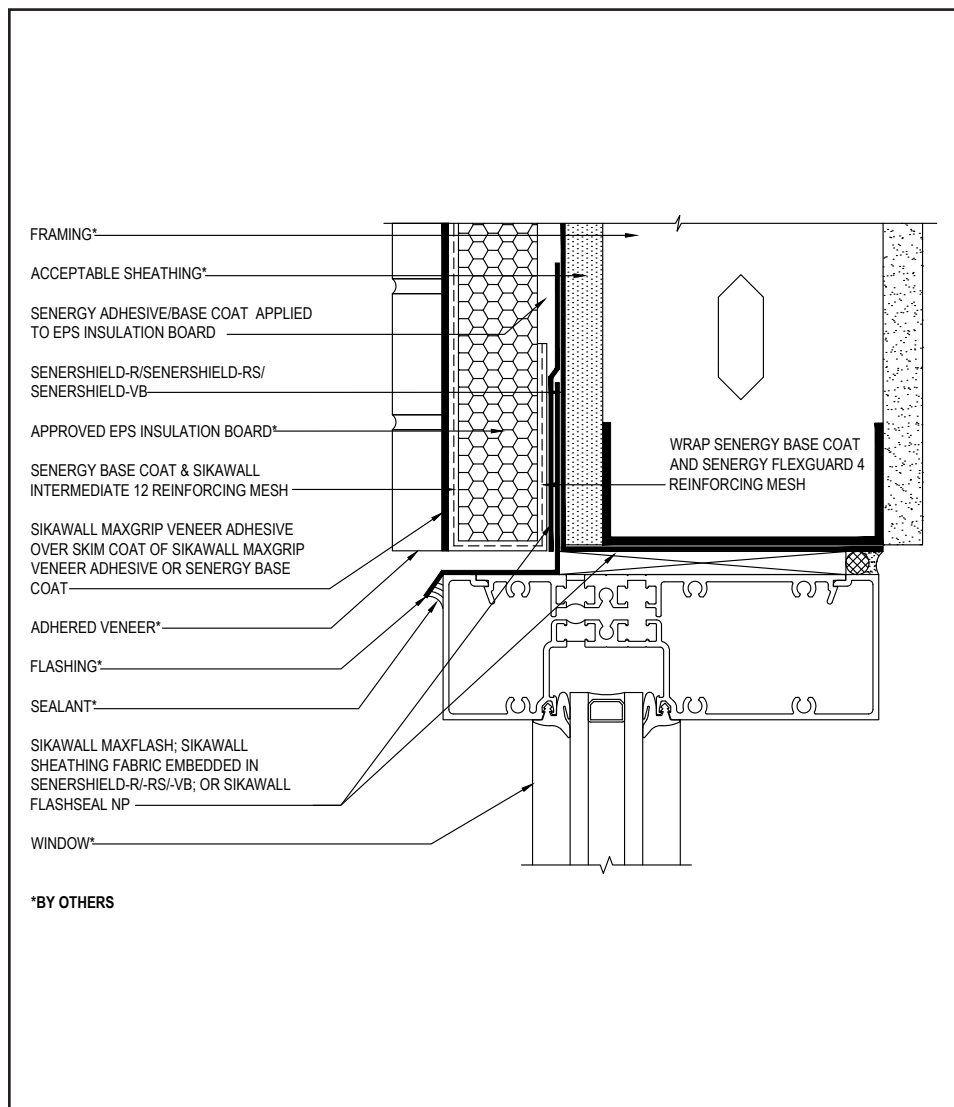 FRAMING*
ACCEPTABLE SHEATHING*
SENERGY ADHESIVE/BASE COAT APPLIED
TO EPS INSULATION BOARD
SENERSHIELD-R/SENERSHIELD-RS/
SENERSHIELD-VB
APPROVED EPS INSULATION BOARD*
SENERGY BASE COAT & SIKAWALL
INTERMEDIATE 12 REINFORCING MESH
SIKAWALL MAXGRIP VENEER ADHESIVE
OVER SKIM COAT OF SIKAWALL MAXGRIP
VENEER ADHESIVE OR SENERGY BASE
COAT
ADHERED VENEER*
FLASHING*
SEALANT*
SIKAWALL MAXFLASH; SIKAWALL
SHEATHING FABRIC EMBEDDED IN
SENERSHIELD-R/-RS/-VB; OR SIKAWALL
FLASHSEAL NP
WINDOW*
*BY OTHERS
WRAP SENERGY BASE COAT
AND SENERGY FLEXGUARD 4
REINFORCING MESH